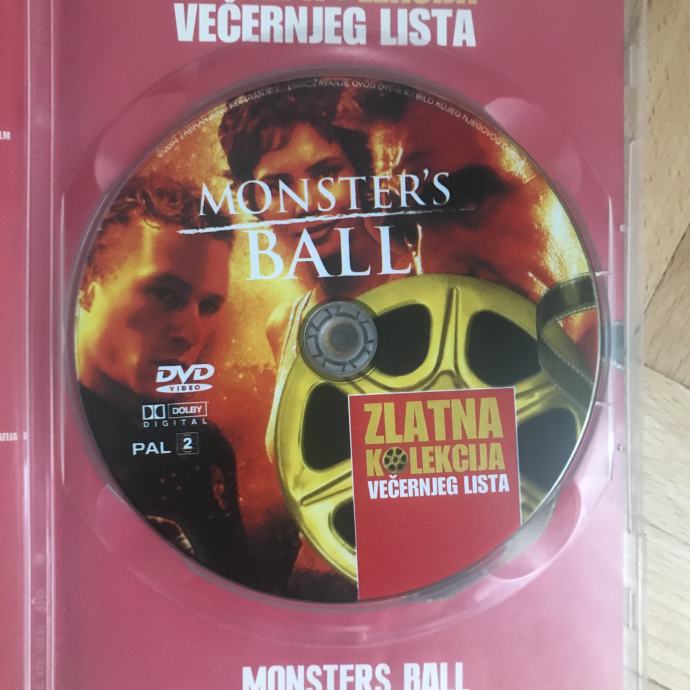 VEČERNJEG LISTA
MONSTER'S
BALL
DVD
VIDEO
DOLBY
DIGITAL
PAL 2
ZLATNA
KOLEKCIJA
VEČERNJEG LISTA
MONSTERS BALL